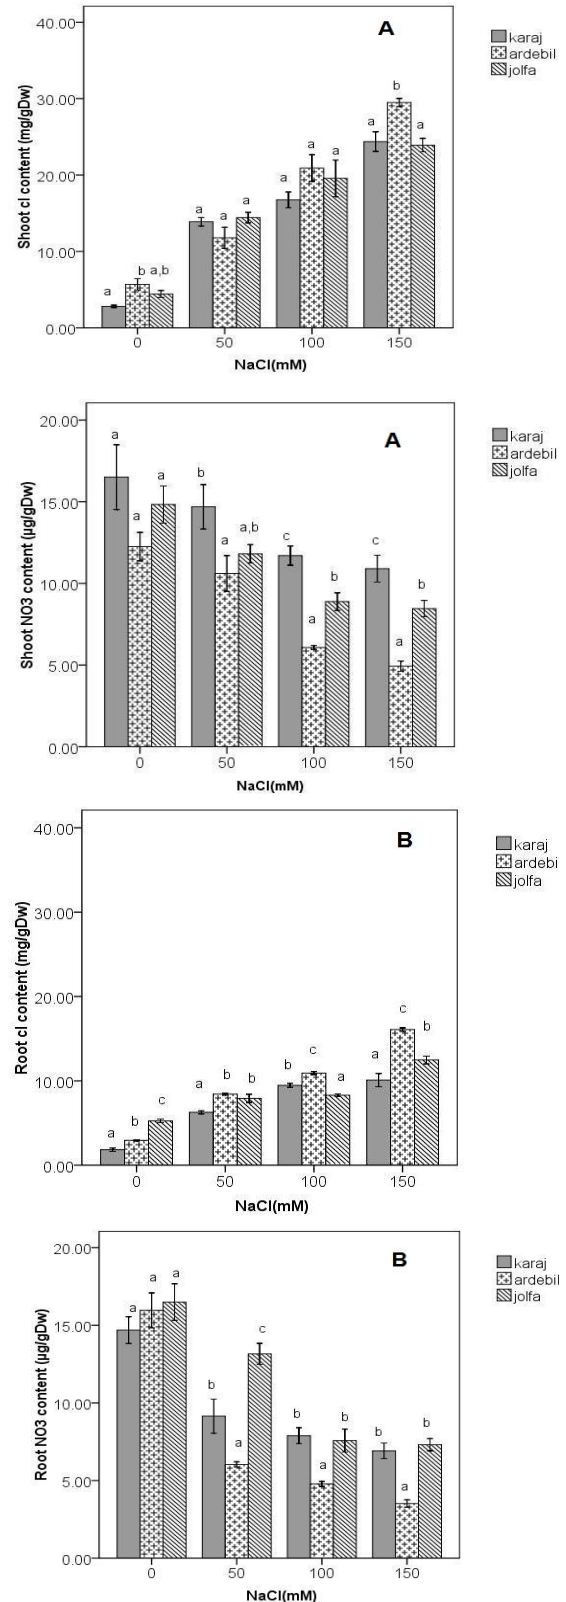 40.00
A
karaj
ardebil
jolfa
b
30.00
a
a
a
a
Shoot cl content (mg/gDw)
20.00
a
a
a
a
10.00
b
a,b
a
0.00
0
50
100
150
NaCl(mM)
20.00
A
karaj
ardebil
jolfa
a
a
b
15.00
a
a
a,b
c
c
Shoot NO3 content (µg/gDw)
10.00
b
b
a
a
5.00
0.00
0
50
100
150
NaCl(mM)
40.00
B
karaj
ardebi
jolfa
30.00
Root cl content (mg/gDw)
20.00
c
b
c
a
b
a
b
b
a
10.00
c
b
a
0.00
0
50
100
150
NaCl(mM)
20.00
B
karaj
ardebil
jolfa
a
a
a
15.00
c
Root NO3 content (µg/gDw)
10.00
b
b
b
b
b
a
a
a
5.00
0.00
0
50
100
150
NaCl(mM)